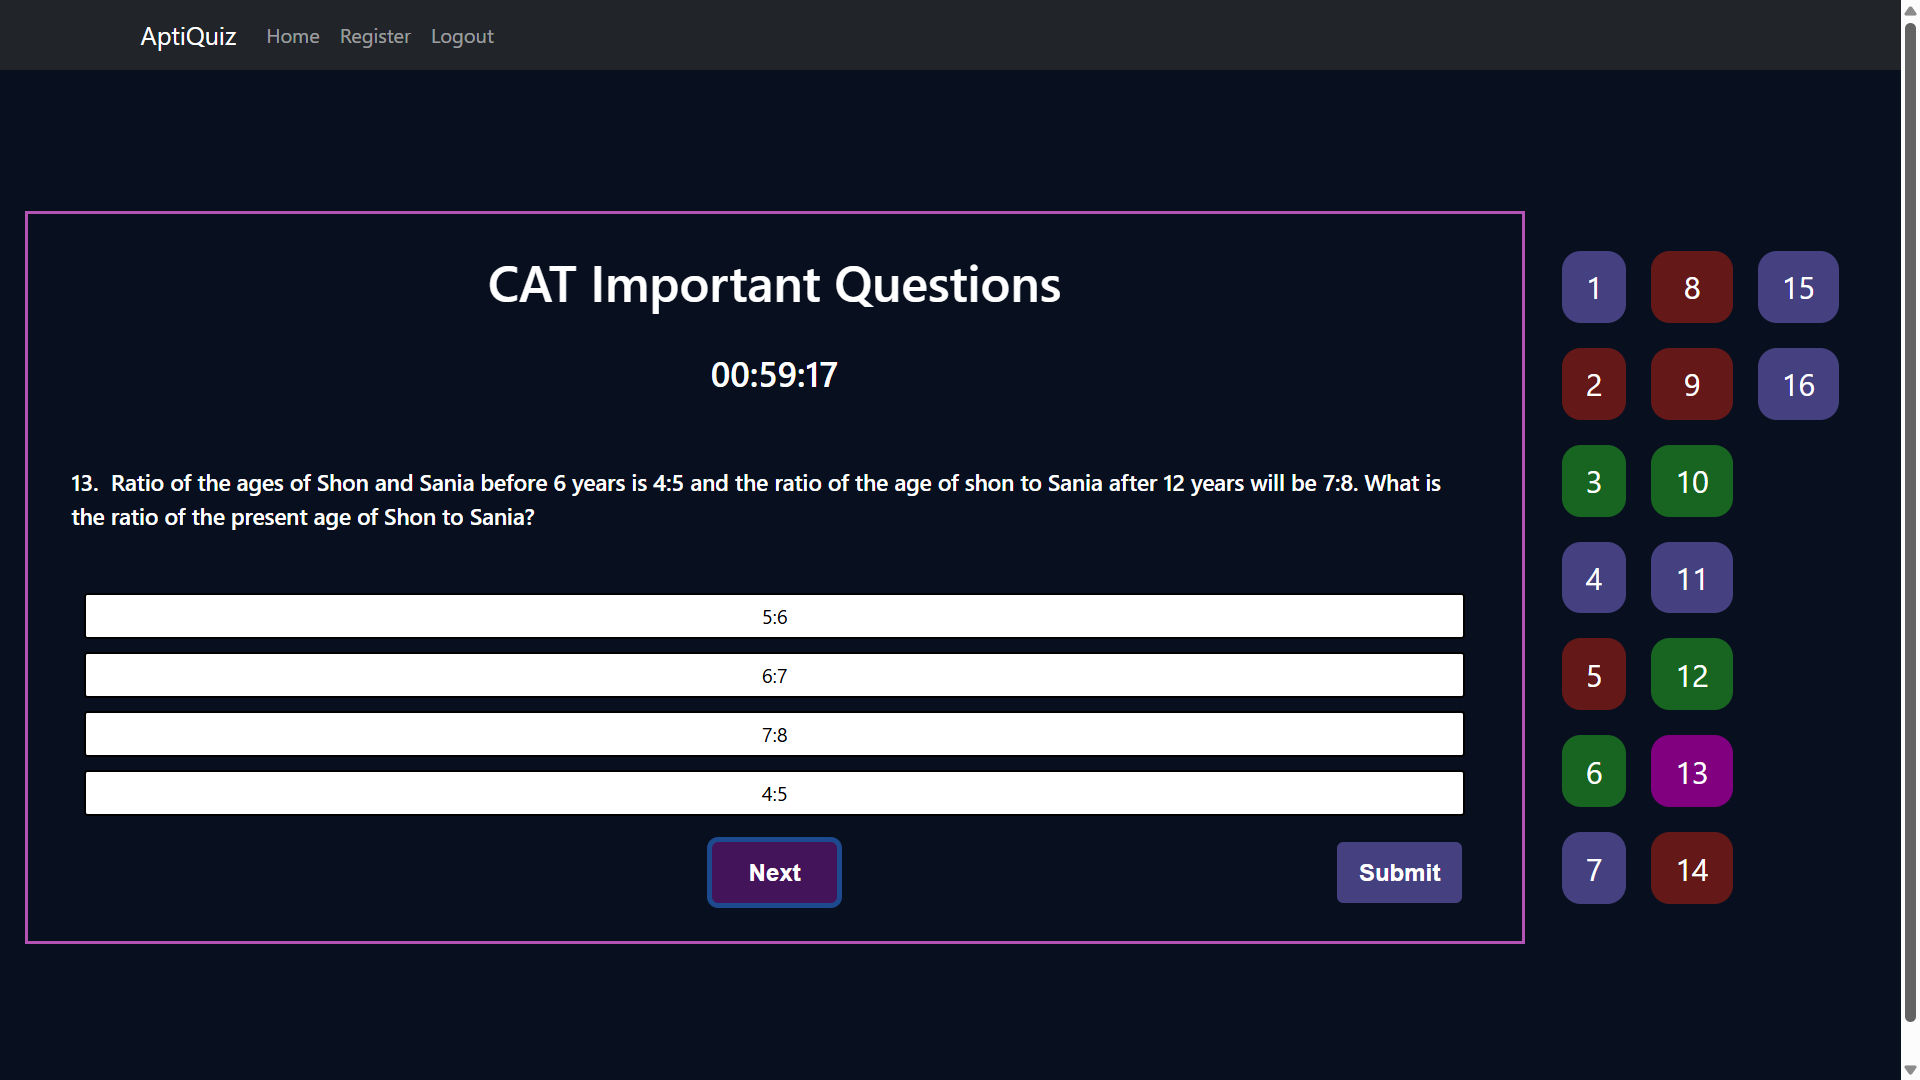 AptiQuiz Home Register Logout
CAT Important Questions
00:59:17
13. Ratio of the ages of Shon and Sania before 6 years is 4:5 and the ratio of the age of shon to Sania after 12 years will be 7:8. What is
the ratio of the present age of Shon to Sania?
5:6
6:7
7:8
4:5
Next
Submit
1 8 15
2 9 16
3 10
4 11
5 12
6 13
7 14